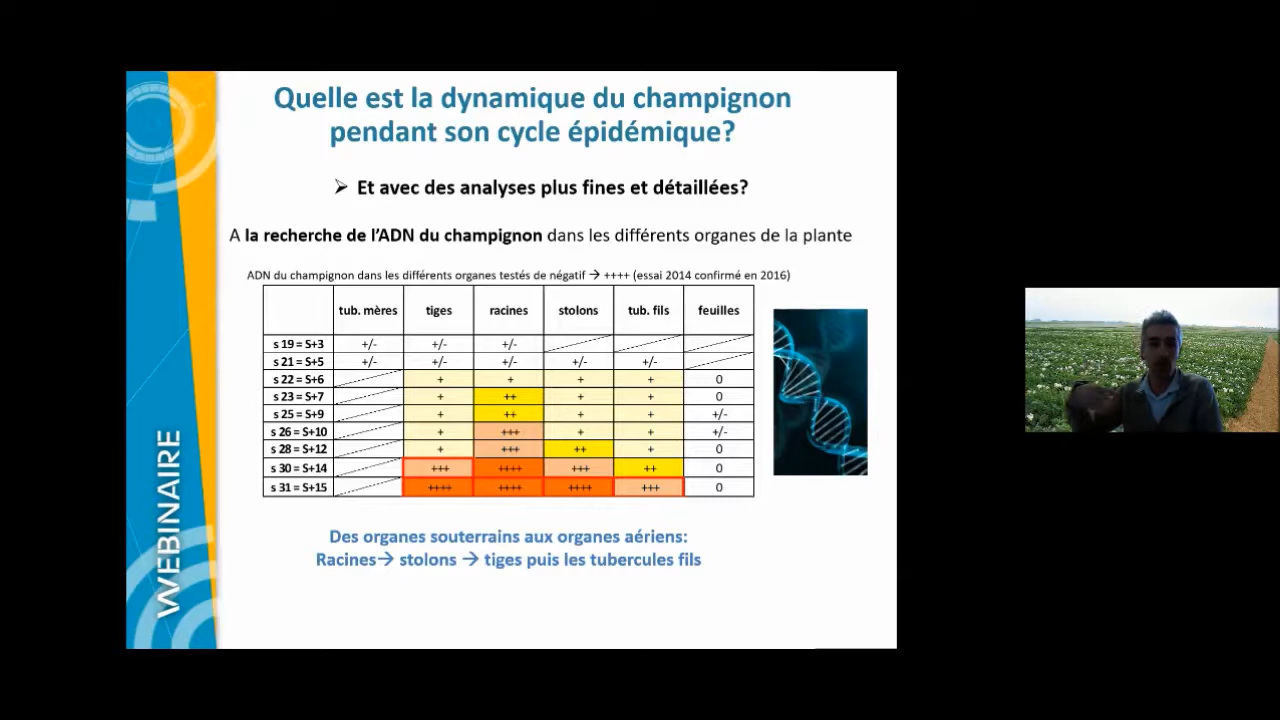 Quelle est la dynamique du champignon
pendant son cycle épidémique?
➢ Et avec des analyses plus fines et détaillées?
A la recherche de l'ADN du champignon dans les différents organes de la plante
ADN du champignon dans les différents organes testés de négatif → ++++ (essai 2014 confirmé en 2016)
tub. mères tiges racines stolons tub. fils feuilles
s 19 = S+3 +/- +/- +/-
s 21 = S+5 +/- +/- +/- +/- +/-
s 22 = S+6 + + + + 0
s 23 = S+7 + ++ + + 0
s 25 = S+9 + ++ + + +/-
s 26 = S+10 + +++ + + +/-
s 28 = S+12 + +++ ++ + 0
s 30 = S+14 +++ ++++ +++ ++ 0
s 31 = S+15 ++++ ++++ ++++ +++ 0
Des organes souterrains aux organes aériens:
Racines→ stolons → tiges puis les tubercules fils
WEBINAIRE